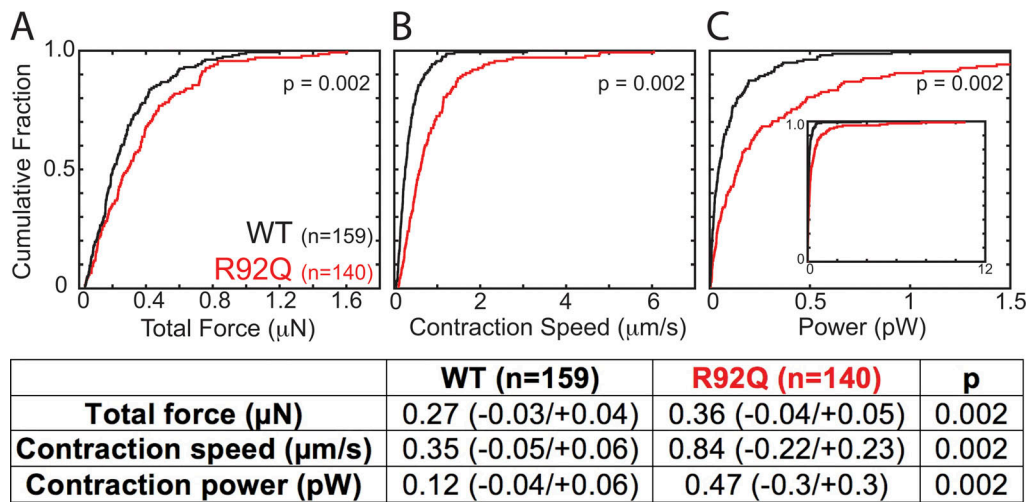 A
B
C
1.0
0.5
0
Cumulative Fraction
p = 0.002
p = 0.002
p = 0.002
WT (n=159)
R92Q (n=140)
1.0
0
0
12
0 0.4 0.8 1.2 1.6
0 2 4 6
0 0.5 1 1.5
Total Force (µN)
Contraction Speed (µm/s)
Power (pW)
WT (n=159) R92Q (n=140) p
Total force (µN) 0.27 (-0.03/+0.04) 0.36 (-0.04/+0.05) 0.002
Contraction speed (µm/s) 0.35 (-0.05/+0.06) 0.84 (-0.22/+0.23) 0.002
Contraction power (pW) 0.12 (-0.04/+0.06) 0.47 (-0.3/+0.3) 0.002